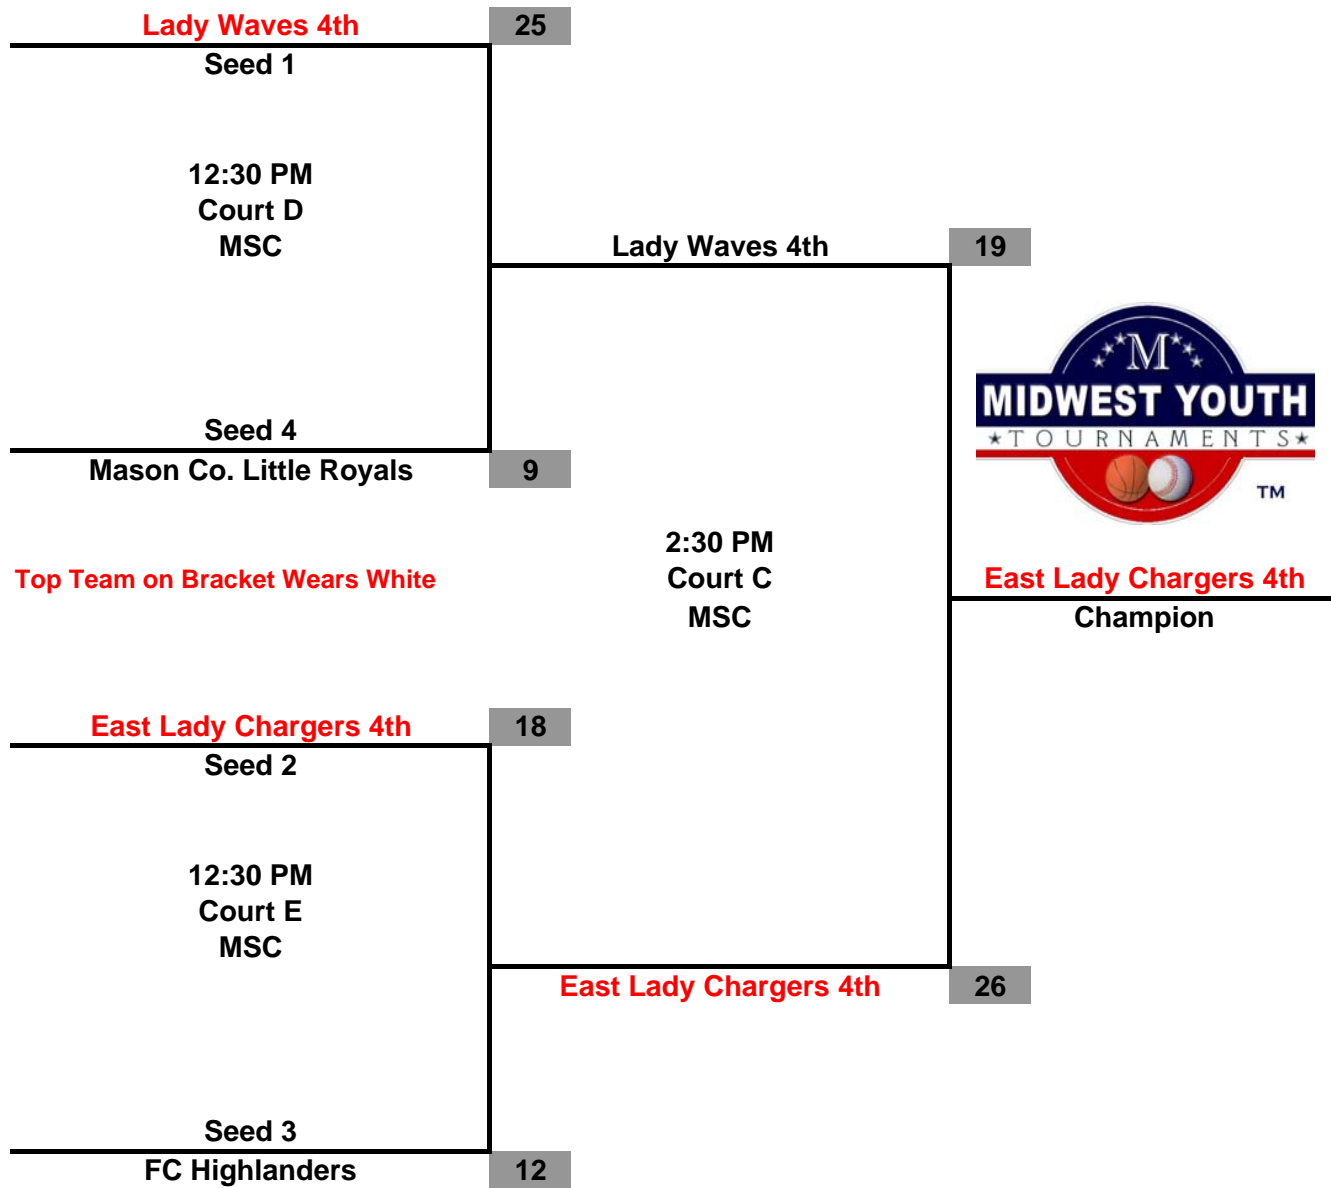 Lady Waves 4th 25
Seed 1
12:30 PM
Court D
MSC
Lady Waves 4th 19
M
MIDWEST YOUTH
TOURNAMENTS
TM
Seed 4
Mason Co. Little Royals 9
2:30 PM
Top Team on Bracket Wears White
Court C
MSC
East Lady Chargers 4th
Champion
East Lady Chargers 4th 18
Seed 2
12:30 PM
Court E
MSC
East Lady Chargers 4th 26
Seed 3
FC Highlanders 12